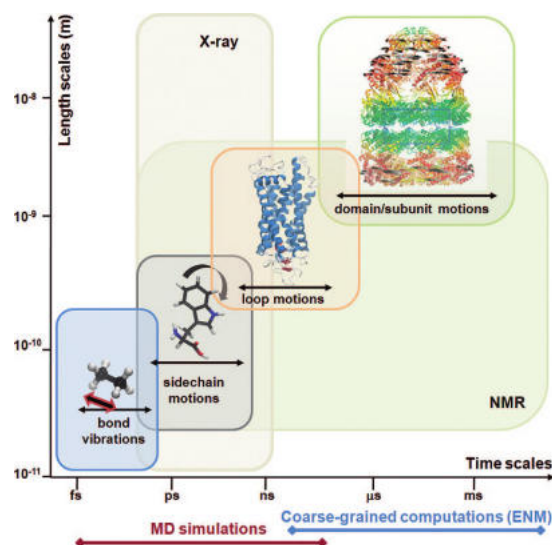 Length scales (m)
X-ray
10⁻⁸
domain/subunit motions
10⁻⁹
loop motions
10⁻¹⁰
sidechain
motions
NMR
bond
vibrations
10⁻¹¹
Time scales
fs
ps
ns
μs
ms
Coarse-grained computations (ENM)
MD simulations